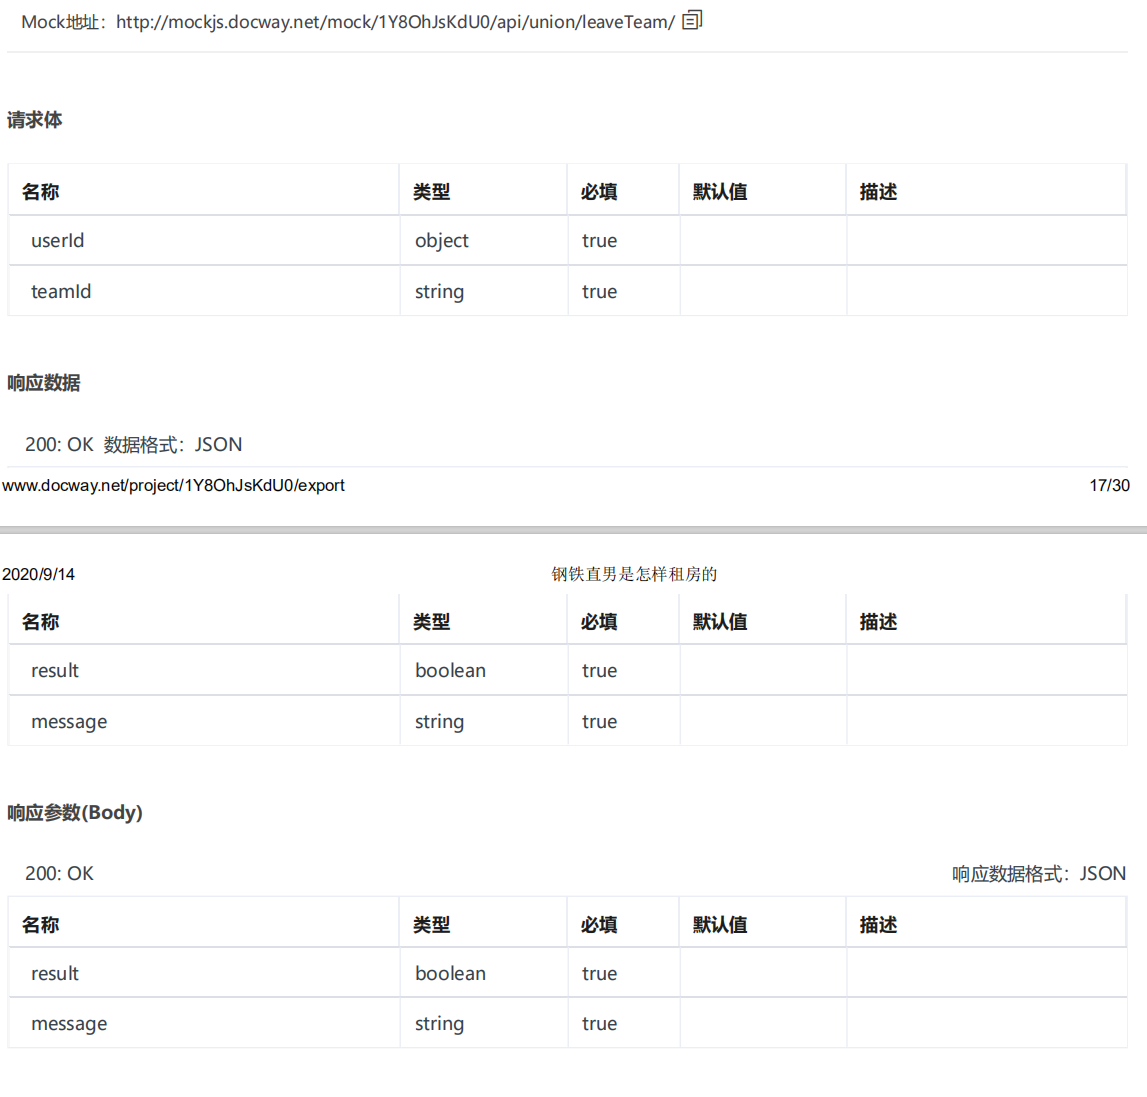 Mock地址：http://mockjs.docway.net/mock/1Y8OhJsKdU0/api/union/leaveTeam/
请求体
名称 类型 必填 默认值 描述
userId object true
teamId string true
响应数据
200: OK 数据格式：JSON
www.docway.net/project/1Y8OhJsKdU0/export 17/30
2020/9/14 钢铁直男是怎样租房的
名称 类型 必填 默认值 描述
result boolean true
message string true
响应参数(Body)
200: OK 响应数据格式：JSON
名称 类型 必填 默认值 描述
result boolean true
message string true